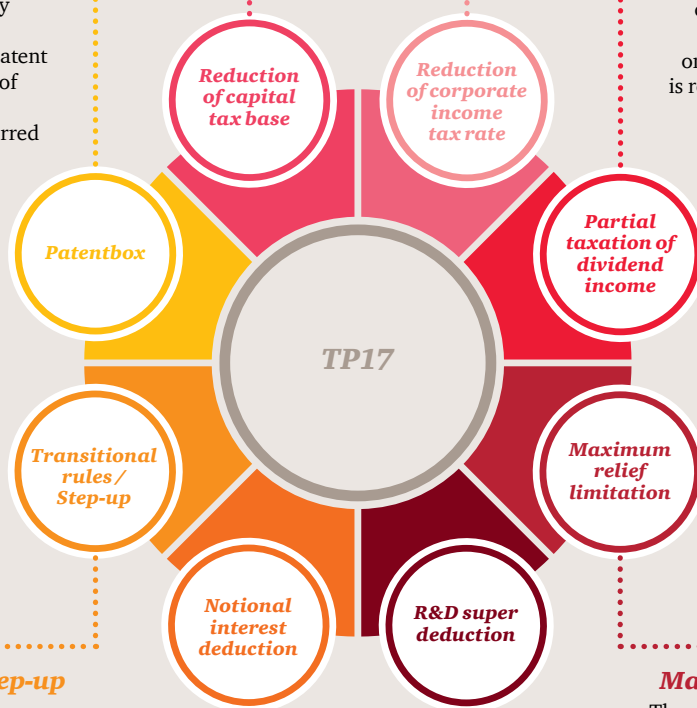 y
atent
of
rred
o
is r
Reduction
of capital
tax base
Reduction
of corporate
income
tax rate
Patentbox
Partial
taxation of
dividend
income
TP17
Transitional
rules /
Step-up
Maximum
relief
limitation
Notional
interest
deduction
R&D super
deduction
ep-up
Ma